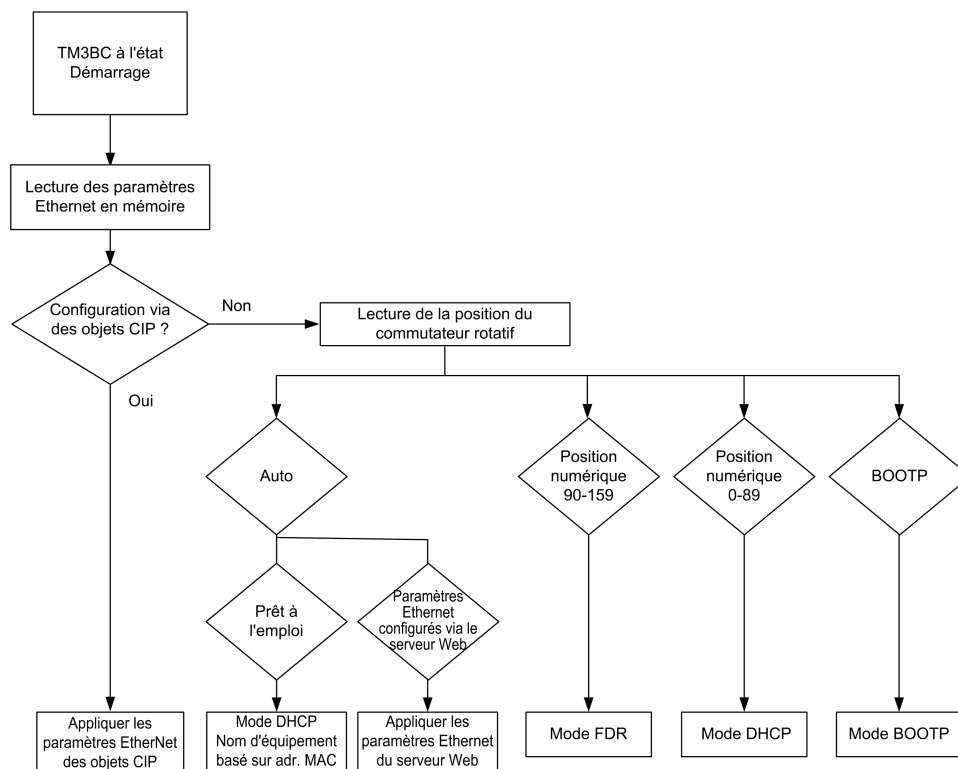 TM3BC à l'état
Démarrage
Lecture des paramètres
Ethernet en mémoire
Configuration via
des objets CIP ?
Non
Oui
Lecture de la position du
commutateur rotatif
Auto
Position
numérique
90-159
Position
numérique
0-89
BOOTP
Prêt à
l'emploi
Paramètres
Ethernet
configurés via le
serveur Web
Appliquer les
paramètres EtherNet
des objets CIP
Mode DHCP
Nom d'équipement
basé sur adr. MAC
Appliquer les
paramètres Ethernet
du serveur Web
Mode FDR
Mode DHCP
Mode BOOTP